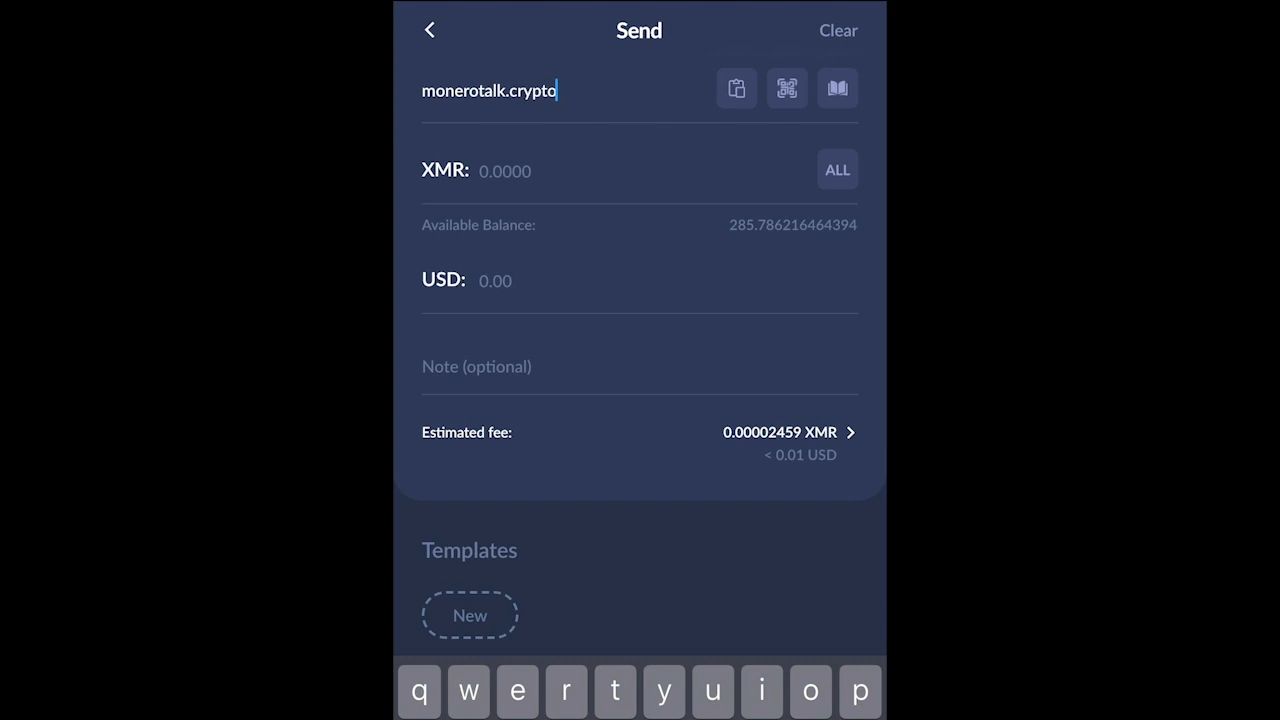 Send
Clear
monerotalk.crypto
XMR: 0.0000
ALL
Available Balance: 285.786216464394
USD: 0.00
Note (optional)
Estimated fee: 0.00002459 XMR
< 0.01 USD
Templates
New
q w e r t y u i o p